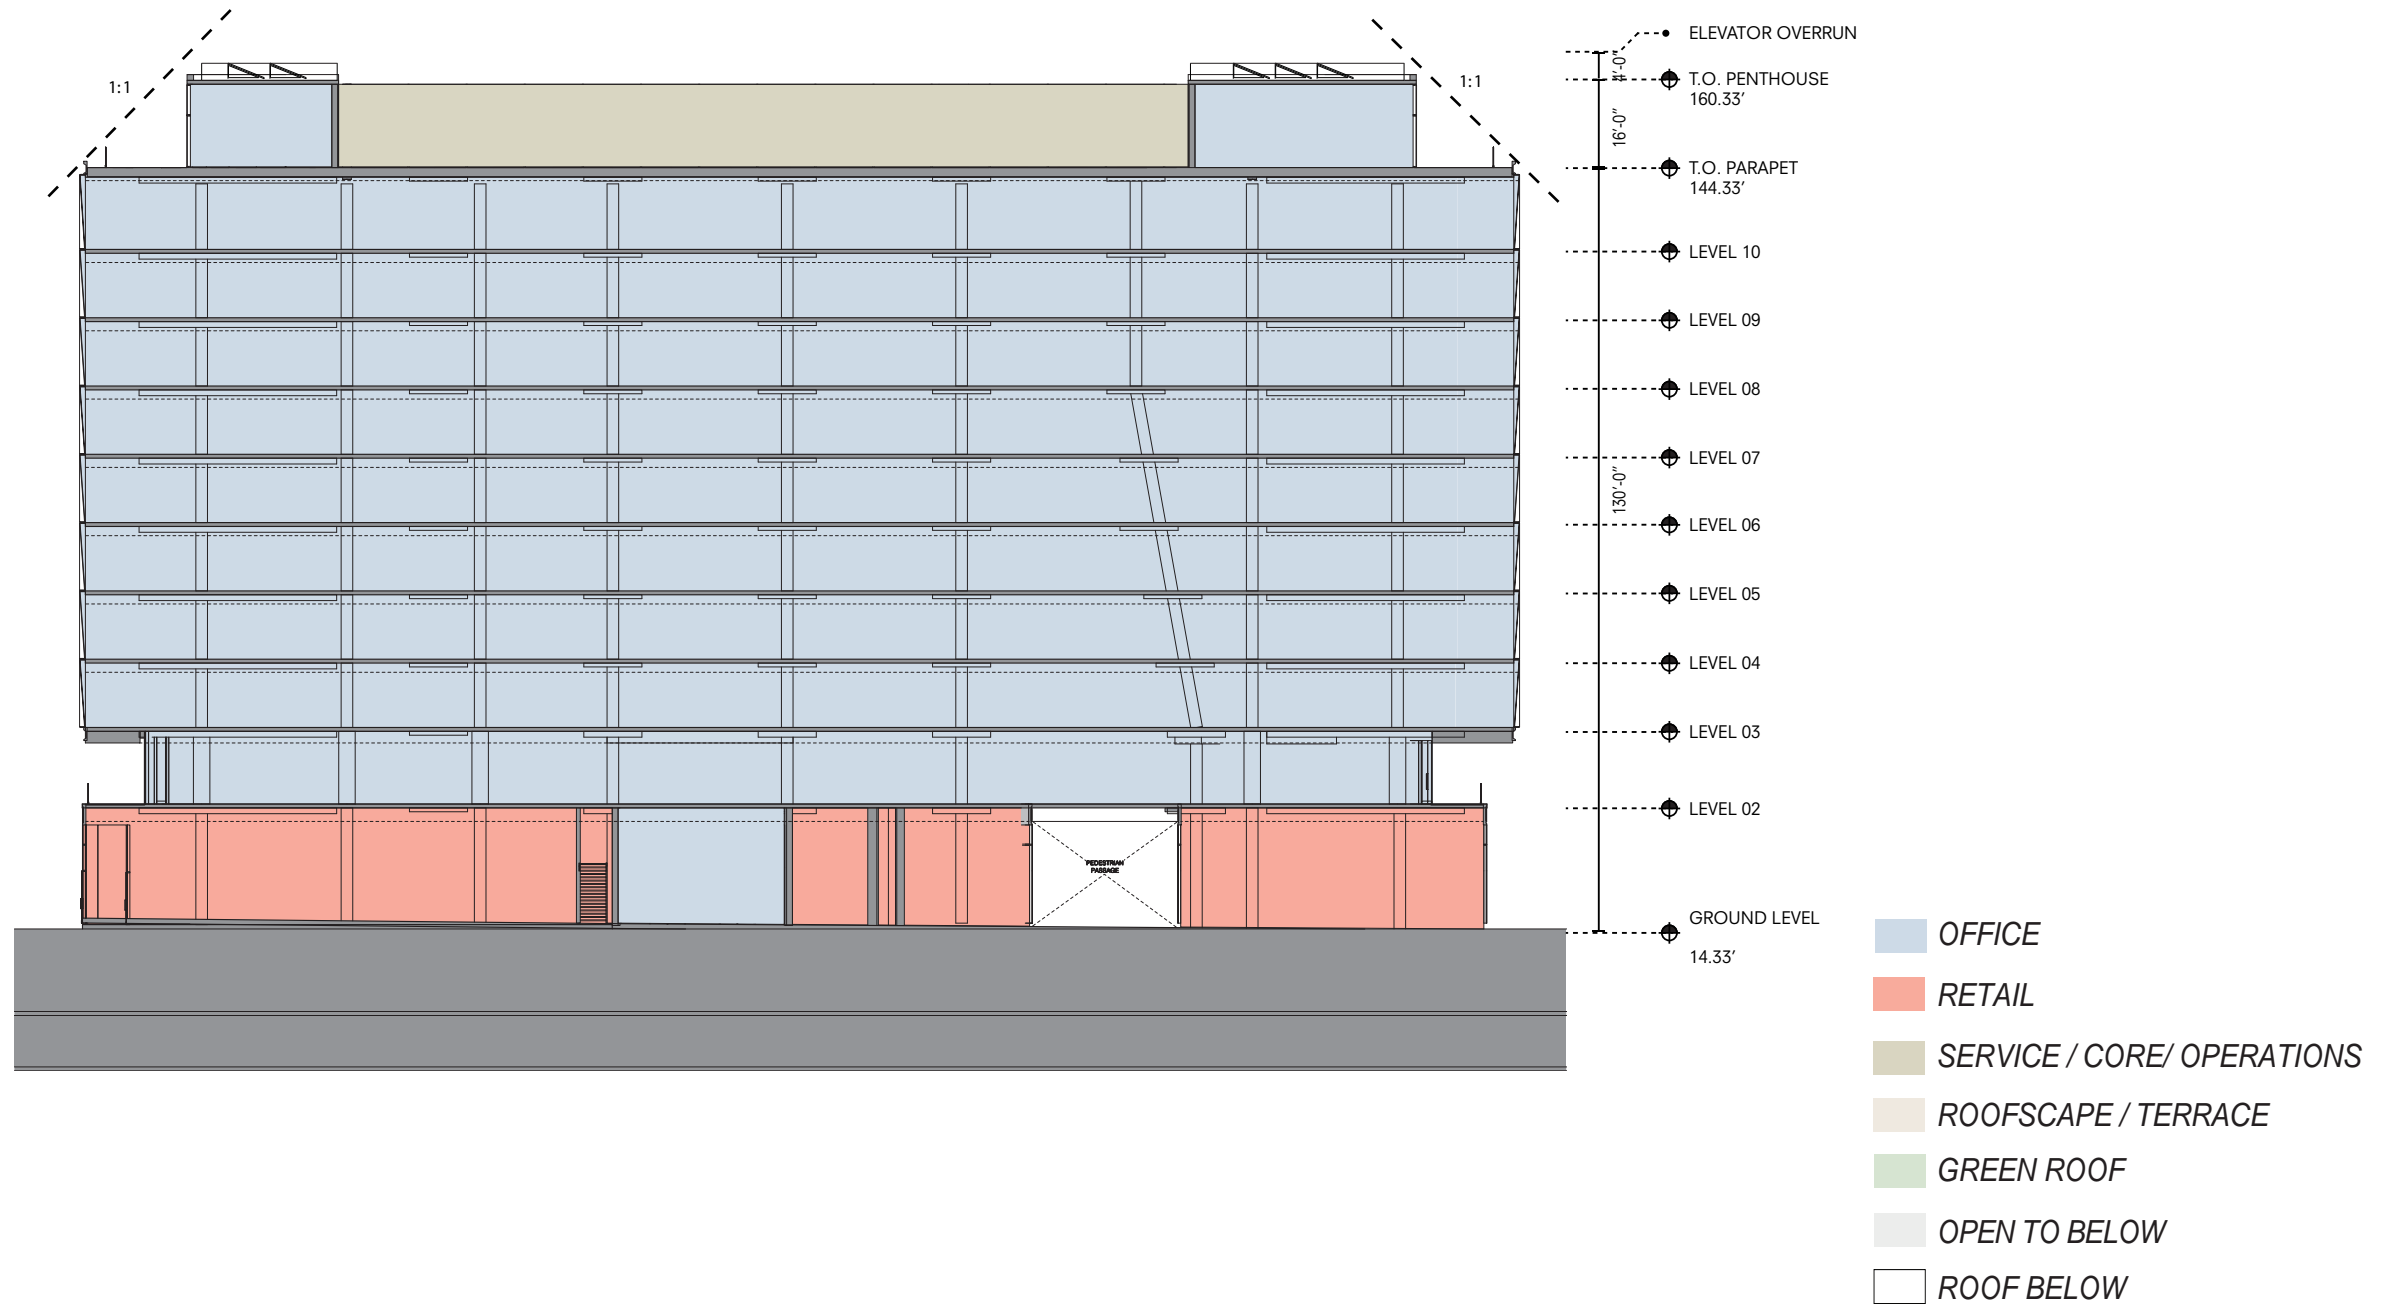 1:1
1:1
ELEVATOR OVERRUN
4'-0"
T.O. PENTHOUSE
160.33'
16'-0"
T.O. PARAPET
144.33'
LEVEL 10
LEVEL 09
LEVEL 08
LEVEL 07
130'-0"
LEVEL 06
LEVEL 05
LEVEL 04
LEVEL 03
LEVEL 02
PEDESTRIAN
PASSAGE
GROUND LEVEL
14.33'
OFFICE
RETAIL
SERVICE / CORE/ OPERATIONS
ROOFSCAPE / TERRACE
GREEN ROOF
OPEN TO BELOW
ROOF BELOW